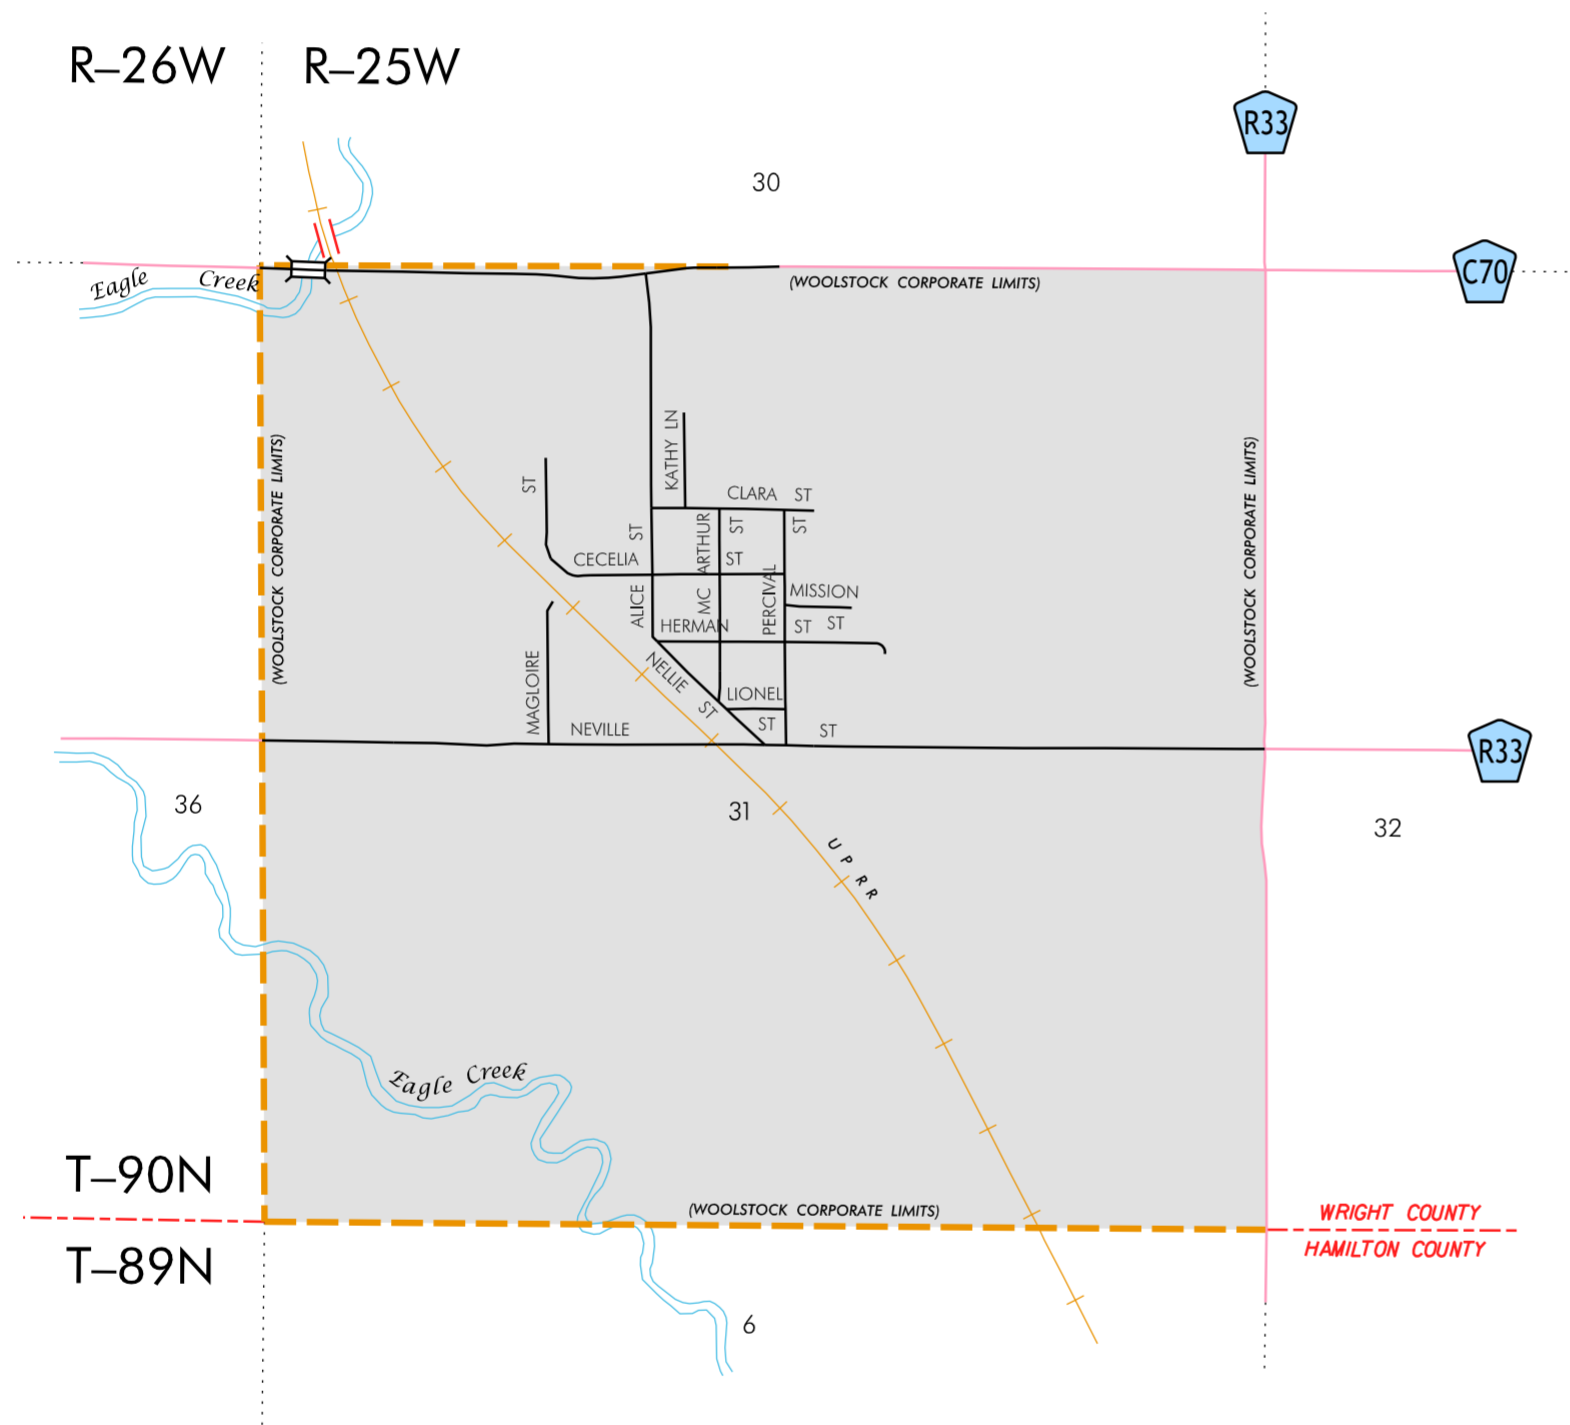 R–26W
R–25W
R33
30
C70
Eagle Creek
(WOOLSTOCK CORPORATE LIMITS)
(WOOLSTOCK CORPORATE LIMITS)
(WOOLSTOCK CORPORATE LIMITS)
KATHY LN
CLARA ST
MAGLOIRE ST
ALICE ST
MC ARTHUR ST
PERCIVAL ST
CECELIA ST
MISSION ST
HERMAN ST
NELLIE ST
LIONEL ST
NEVILLE ST
R33
36
31
32
UPRR
Eagle Creek
T–90N
(WOOLSTOCK CORPORATE LIMITS)
WRIGHT COUNTY
HAMILTON COUNTY
T–89N
6